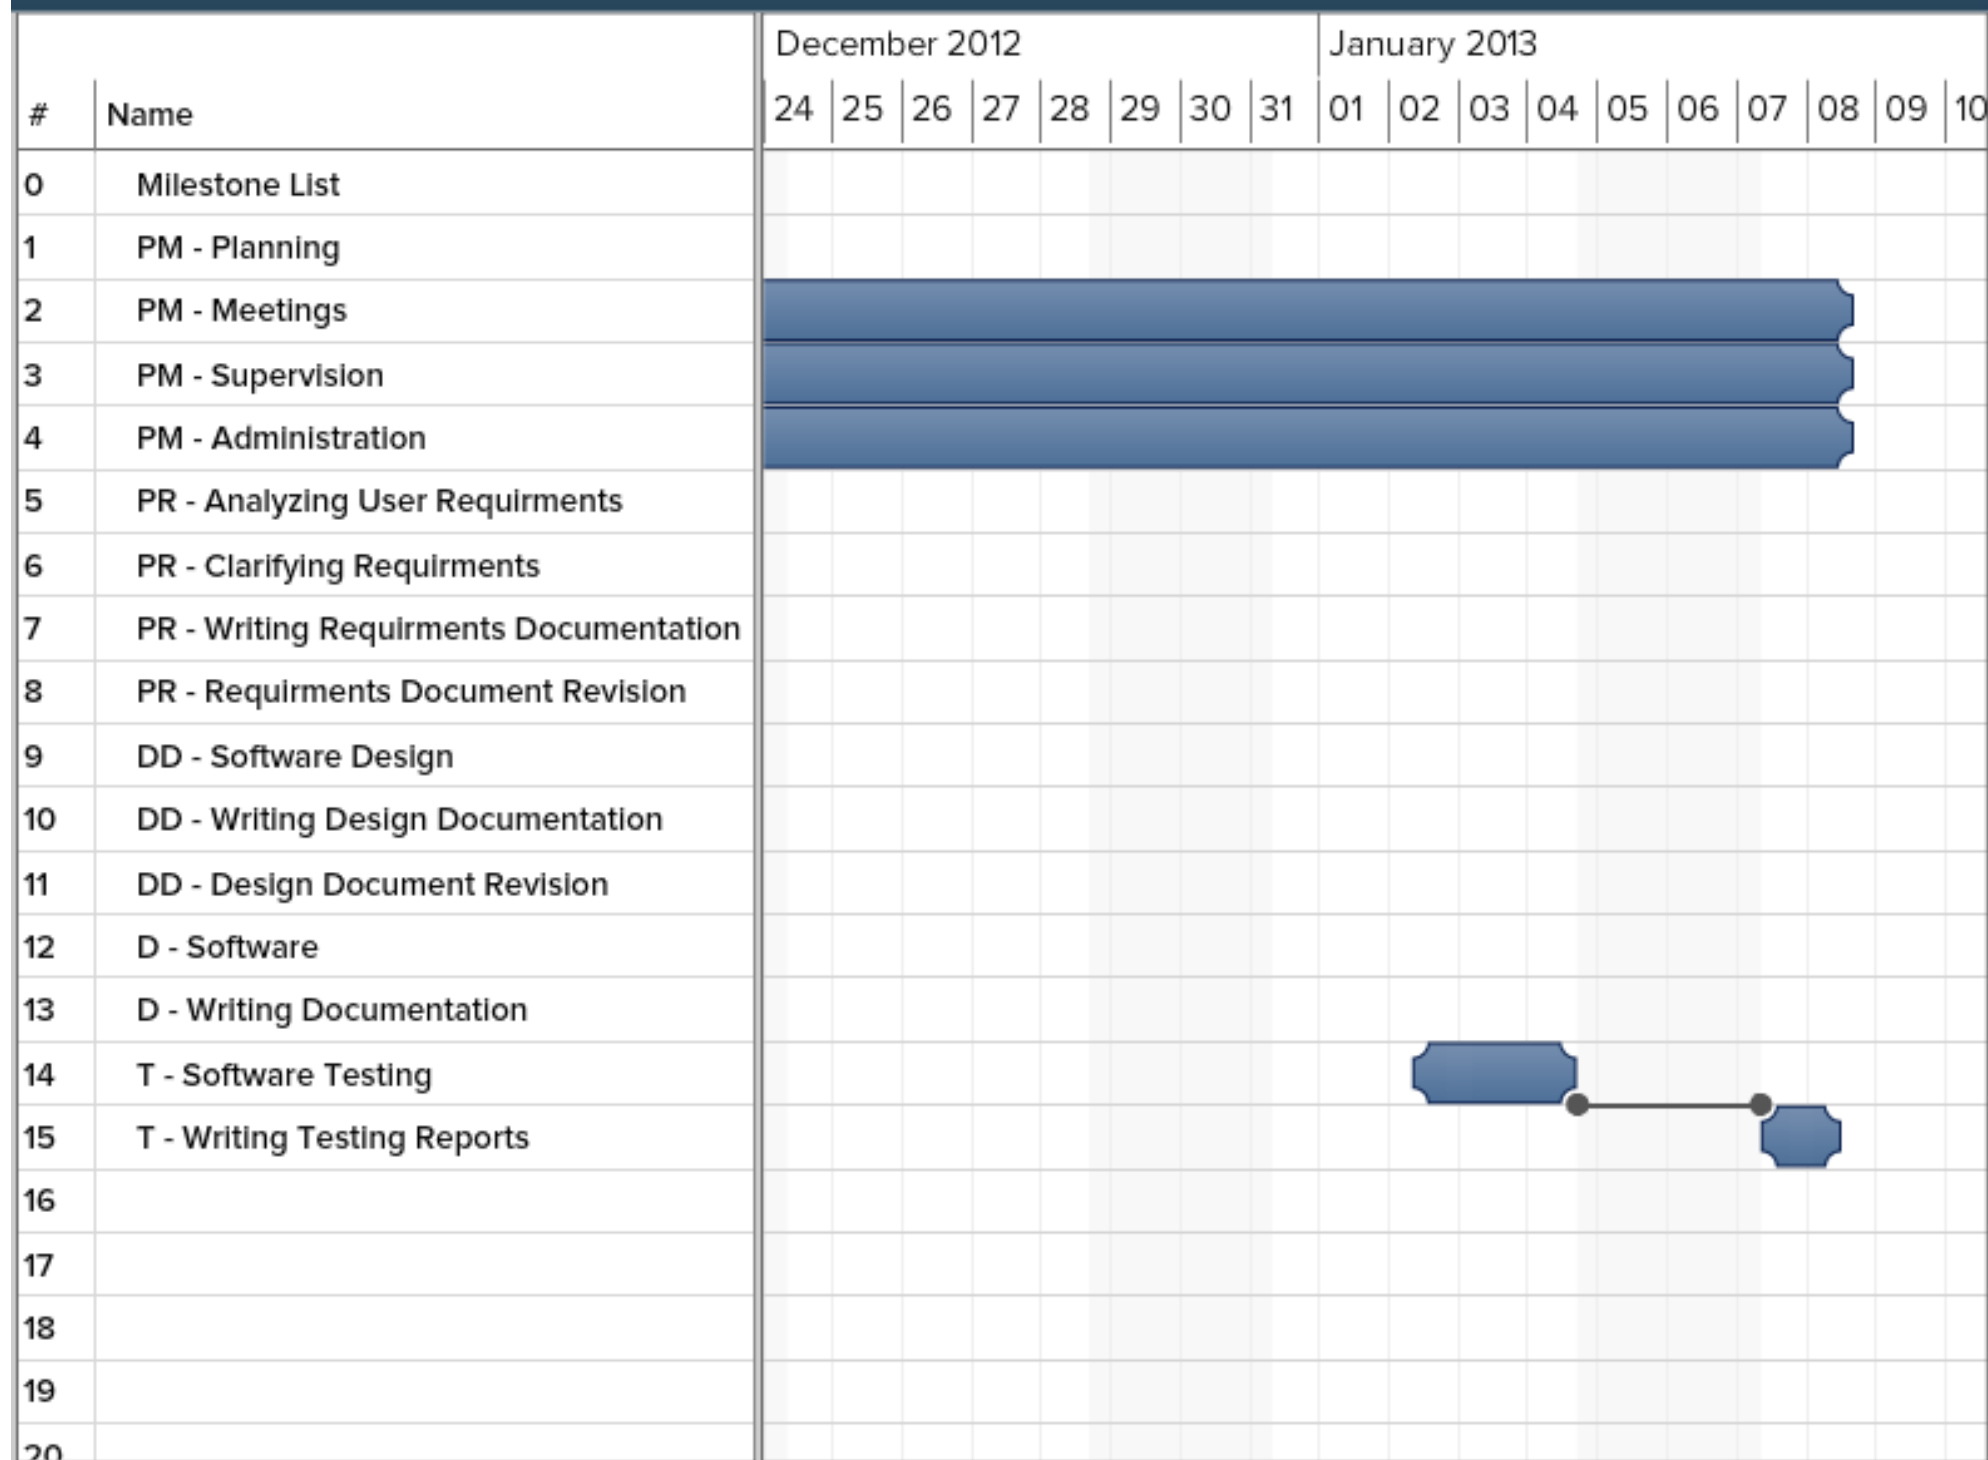 December 2012 January 2013
# Name 24 25 26 27 28 29 30 31 01 02 03 04 05 06 07 08 09 10
0 Milestone List
1 PM - Planning
2 PM - Meetings
3 PM - Supervision
4 PM - Administration
5 PR - Analyzing User Requirments
6 PR - Clarifying Requirments
7 PR - Writing Requirments Documentation
8 PR - Requirments Document Revision
9 DD - Software Design
10 DD - Writing Design Documentation
11 DD - Design Document Revision
12 D - Software
13 D - Writing Documentation
14 T - Software Testing
15 T - Writing Testing Reports
16
17
18
19
20